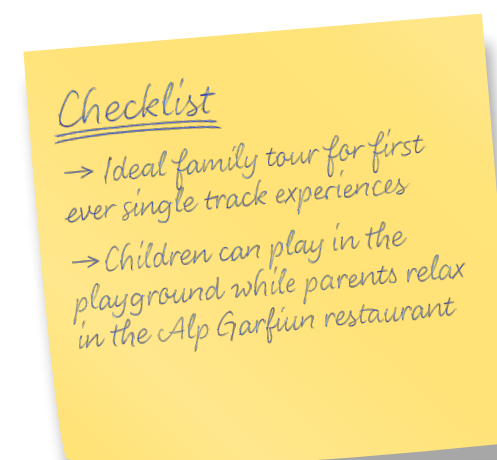 Checklist
→ Ideal family tour for first
ever single track experiences
→ Children can play in the
playground while parents relax
in the Alp Garfiun restaurant